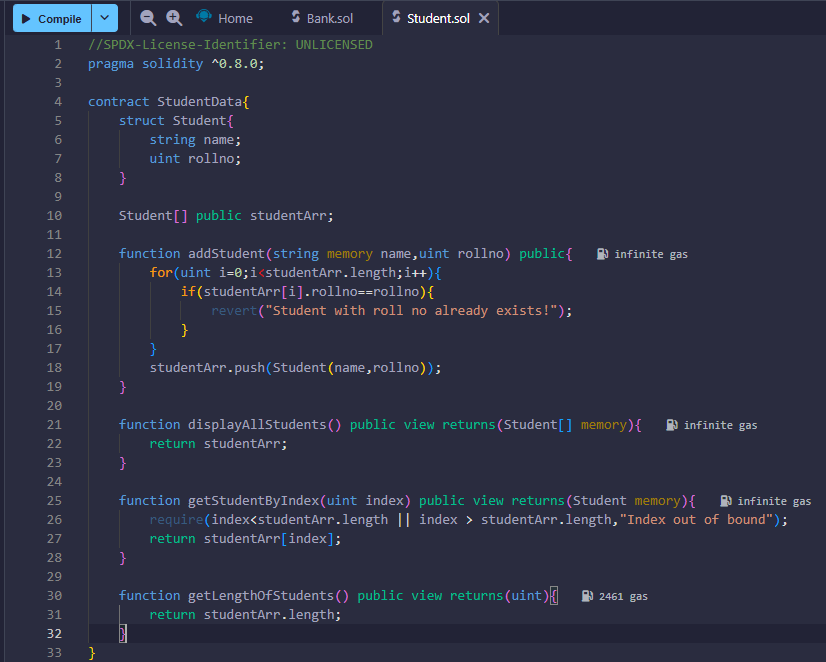 Compile Home Bank.sol Student.sol
1 //SPDX-License-Identifier: UNLICENSED
2 pragma solidity ^0.8.0;
3
4 contract StudentData{
5 struct Student{
6 string name;
7 uint rollno;
8 }
9
10 Student[] public studentArr;
11
12 function addStudent(string memory name,uint rollno) public{ infinite gas
13 for(uint i=0;i<studentArr.length;i++){
14 if(studentArr[i].rollno==rollno){
15 revert("Student with roll no already exists!");
16 }
17 }
18 studentArr.push(Student(name,rollno));
19 }
20
21 function displayAllStudents() public view returns(Student[] memory){ infinite gas
22 return studentArr;
23 }
24
25 function getStudentByIndex(uint index) public view returns(Student memory){ infinite gas
26 require(index<studentArr.length || index > studentArr.length,"Index out of bound");
27 return studentArr[index];
28 }
29
30 function getLengthOfStudents() public view returns(uint){ 2461 gas
31 return studentArr.length;
32 }
33 }